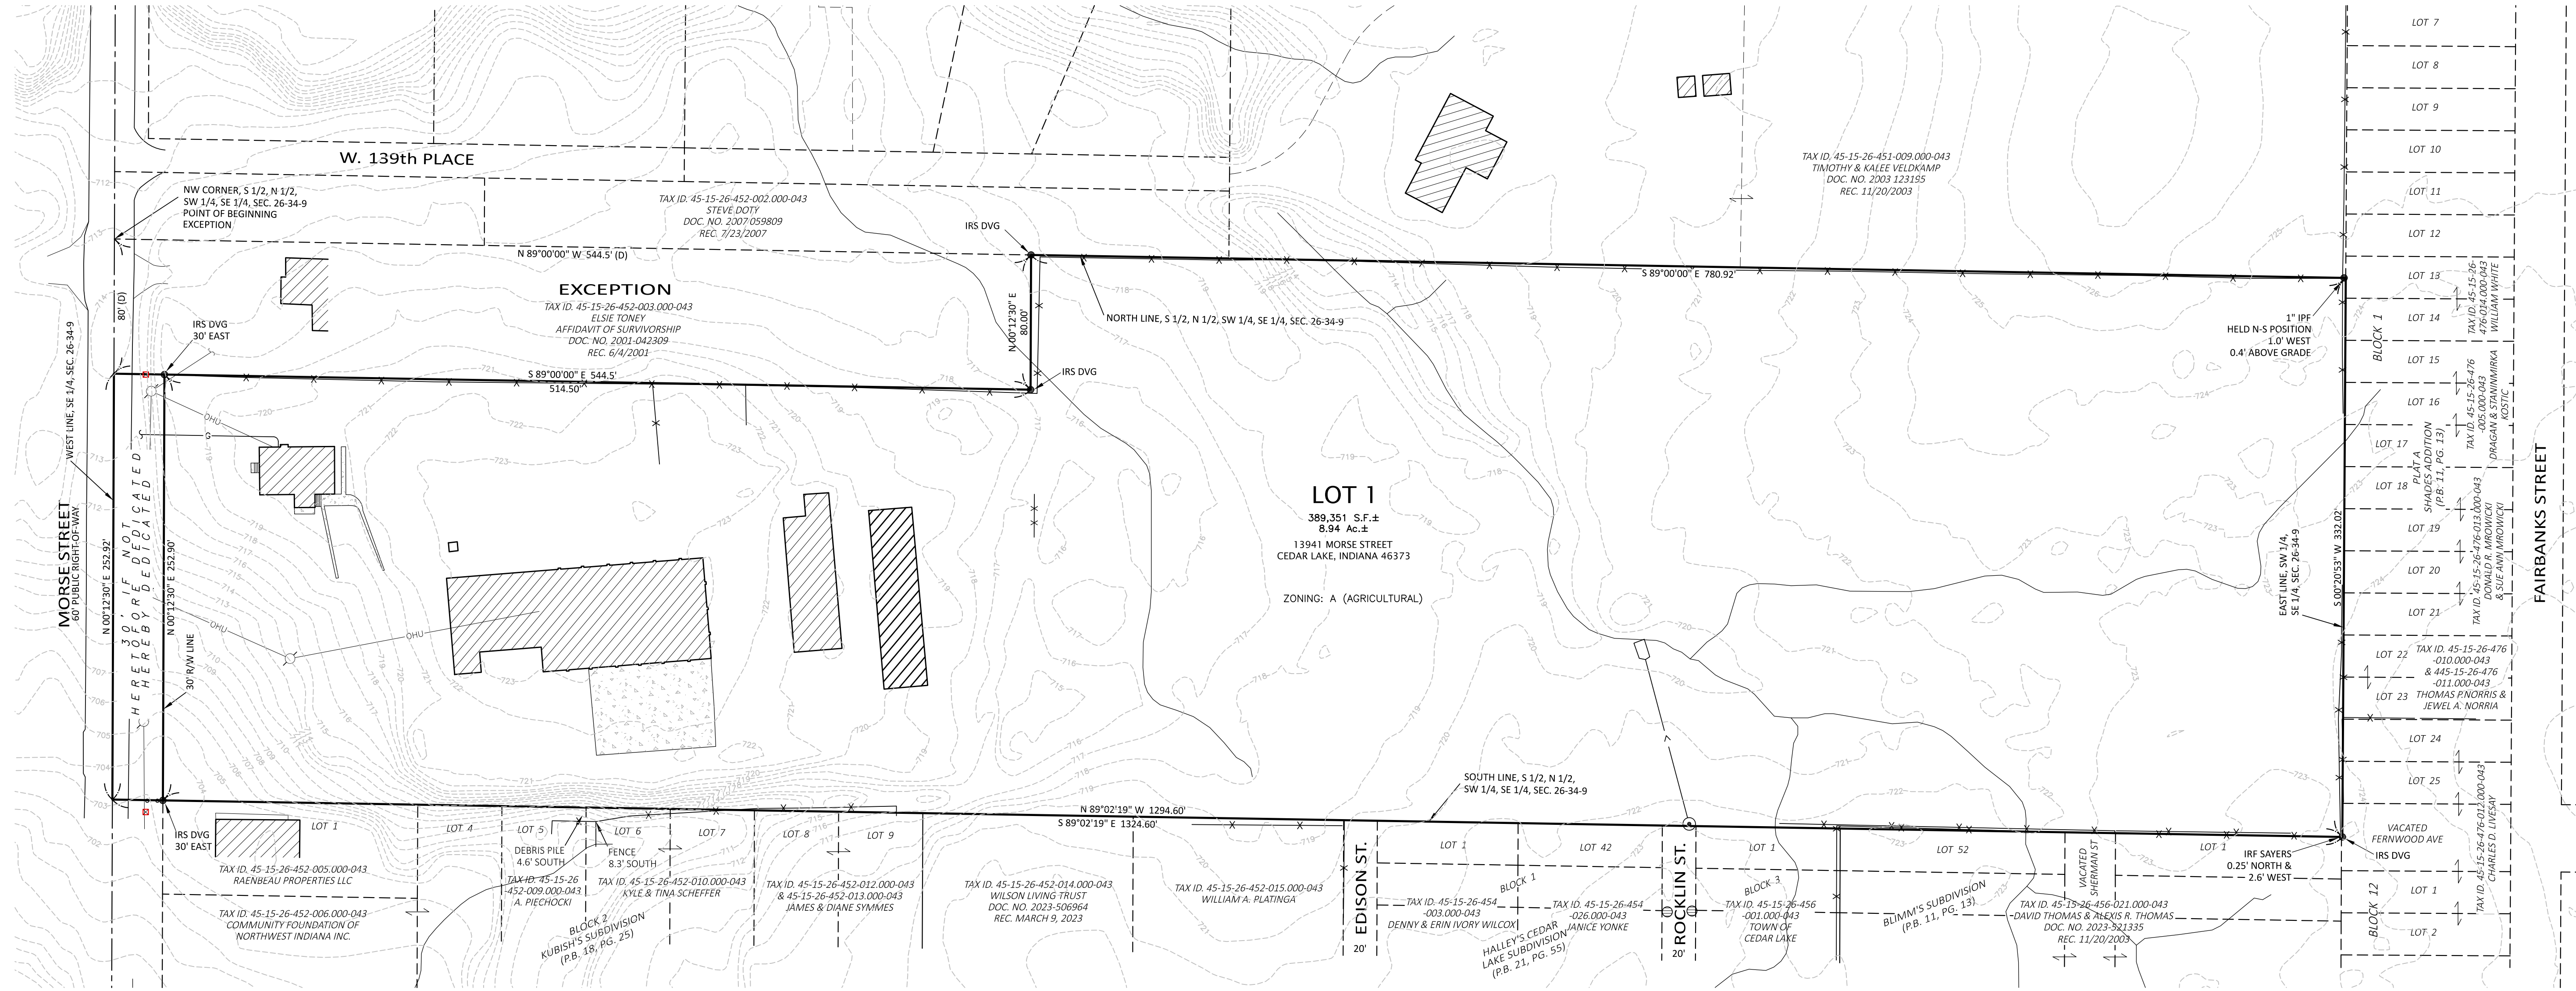 W. 139th PLACE
NW CORNER, S 1/2, N 1/2,
SW 1/4, SE 1/4, SEC. 26-34-9
POINT OF BEGINNING
EXCEPTION
TAX ID. 45-15-26-452-002.000-043
STEVE DOTY
DOC. NO. 2007 059809
REC. 7/23/2007
IRS DVG
N 89°00'00" W  544.5' (D)
EXCEPTION
TAX ID. 45-15-26-452-003.000-043
ELSIE TONEY
AFFIDAVIT OF SURVIVORSHIP
DOC. NO. 2001-042309
REC. 6/4/2001
80' (D)
IRS DVG
30' EAST
S 89°00'00" E  544.5'
514.50'
N 00°12'30" E
80.00'
IRS DVG
NORTH LINE, S 1/2, N 1/2, SW 1/4, SE 1/4, SEC. 26-34-9
S 89°00'00" E  780.92'
TAX ID. 45-15-26-451-009.000-043
TIMOTHY & KALEE VELDKAMP
DOC. NO. 2003 123195
REC. 11/20/2003
1" IPF
HELD N-S POSITION
1.0' WEST
0.4' ABOVE GRADE
WEST LINE, SE 1/4, SEC. 26-34-9
MORSE STREET
60' PUBLIC RIGHT-OF-WAY
N 00°12'30" E  252.92'
30' IF NOT
HERETOFORE DEDICATED
HEREBY DEDICATED
N 00°12'30" E  252.90'
30' R/W LINE
OHU
G
OHU
OHU
LOT 1
389,351  S.F.±
8.94  Ac.±
13941 MORSE STREET
CEDAR LAKE, INDIANA 46373
ZONING:  A  (AGRICULTURAL)
EAST LINE, SW 1/4,
SE 1/4, SEC. 26-34-9
S 00°20'53" W  332.02'
SOUTH LINE, S 1/2, N 1/2,
SW 1/4, SE 1/4, SEC. 26-34-9
N 89°02'19" W  1294.60'
S 89°02'19" E  1324.60'
IRS DVG
30' EAST
LOT 1
LOT 4
LOT 5
LOT 6
LOT 7
LOT 8
LOT 9
DEBRIS PILE
4.6' SOUTH
FENCE
8.3' SOUTH
TAX ID. 45-15-26-452-005.000-043
RAENBEAU PROPERTIES LLC
TAX ID. 45-15-26-452-006.000-043
COMMUNITY FOUNDATION OF
NORTHWEST INDIANA INC.
TAX ID. 45-15-26
-452-009.000-043
A. PIECHOCKI
TAX ID. 45-15-26-452-010.000-043
KYLE & TINA SCHEFFER
BLOCK 2
KUBISH'S SUBDIVISION
(P.B. 18, PG. 25)
TAX ID. 45-15-26-452-012.000-043
& 45-15-26-452-013.000-043
JAMES & DIANE SYMMES
TAX ID. 45-15-26-452-014.000-043
WILSON LIVING TRUST
DOC. NO. 2023-506964
REC. MARCH 9, 2023
TAX ID. 45-15-26-452-015.000-043
WILLIAM A. PLATINGA
EDISON ST.
20'
LOT 1
LOT 42
BLOCK 1
TAX ID. 45-15-26-454
-003.000-043
DENNY & ERIN IVORY WILCOX
TAX ID. 45-15-26-454
-026.000-043
JANICE YONKE
HALLEY'S CEDAR
LAKE SUBDIVISION
(P.B. 21, PG. 55)
ROCKLIN ST.
20'
LOT 1
BLOCK 3
TAX ID. 45-15-26-456
-001.000-043
TOWN OF
CEDAR LAKE
LOT 52
BLIMM'S SUBDIVISION
(P.B. 11, PG. 13)
VACATED
SHERMAN ST
LOT 1
TAX ID. 45-15-26-456-021.000-043
DAVID THOMAS & ALEXIS R. THOMAS
DOC. NO. 2023-521335
REC. 11/20/2003
IRF SAYERS
0.25' NORTH &
2.6' WEST
IRS DVG
LOT 7
LOT 8
LOT 9
LOT 10
LOT 11
LOT 12
LOT 13
LOT 14
LOT 15
LOT 16
LOT 17
LOT 18
LOT 19
LOT 20
LOT 21
LOT 22
LOT 23
LOT 24
LOT 25
BLOCK 1
PLAT A
SHADES ADDITION
(P.B. 11, PG. 13)
TAX ID. 45-15-26-
476-014.000-043
WILLIAM WHITE
TAX ID. 45-15-26-476
-005.000-043
DRAGAN & STANINMIRKA
KOSTIC
TAX ID. 45-15-26-476-013.000-043
DONALD R. MROWICKI
& SUE ANN MROWICKI
TAX ID. 45-15-26-476
-010.000-043
& 445-15-26-476
-011.000-043
THOMAS P.NORRIS &
JEWEL A. NORRIA
TAX ID. 45-15-26-476-012.000-043
CHARLES D. LIVESAY
VACATED
FERNWOOD AVE
BLOCK 12
LOT 1
LOT 2
FAIRBANKS STREET